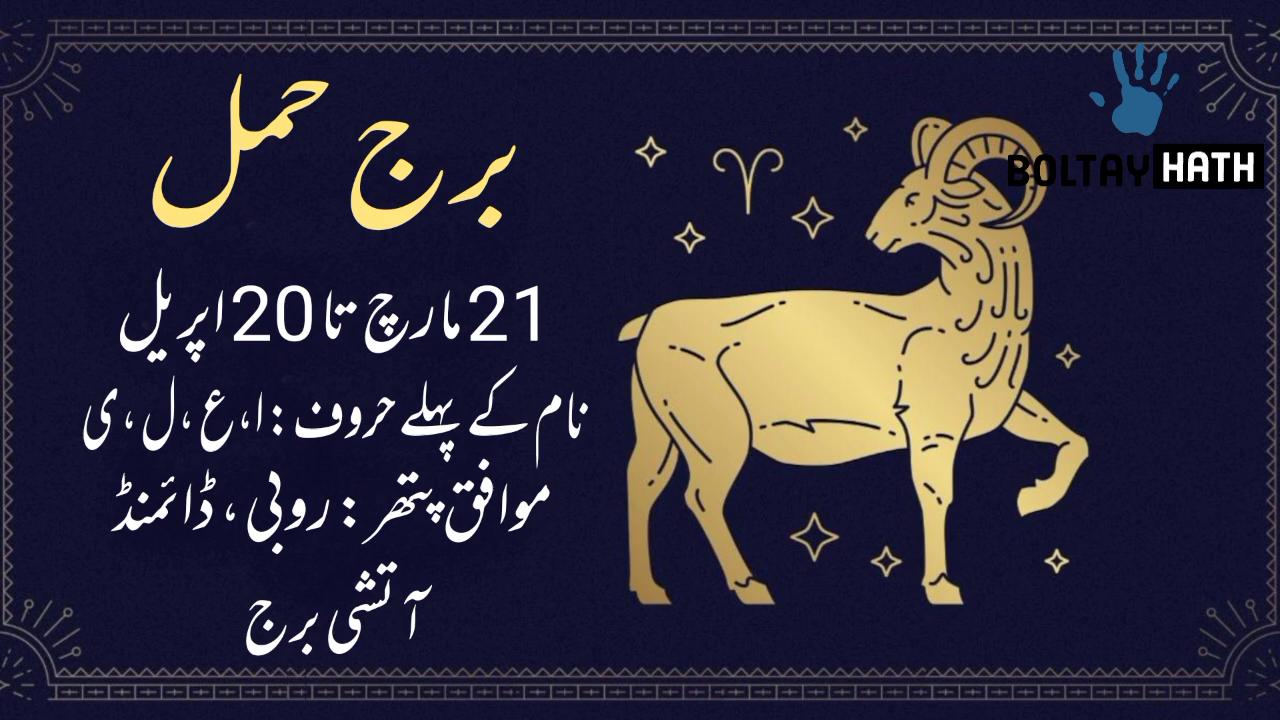 برج حمل
21 مارچ تا 20 اپریل
نام کے پہلے حروف : ا، ع ، ل ، ی
موافق پتھر : روبی ، ڈائمنڈ
آتشی برج
BOLTAY HATH